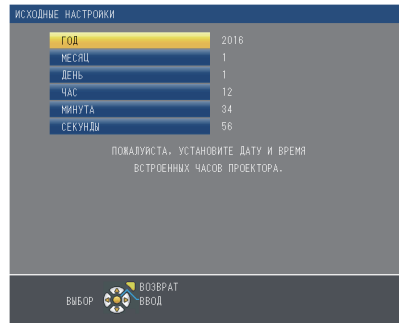 ИСХОДНЫЕ НАСТРОЙКИ
ГОД 2016
МЕСЯЦ 1
ДЕНЬ 1
ЧАС 12
МИНУТА 34
СЕКУНДЫ 56
ПОЖАЛУЙСТА, УСТАНОВИТЕ ДАТУ И ВРЕМЯ
ВСТРОЕННЫХ ЧАСОВ ПРОЕКТОРА.
ВОЗВРАТ
ВЫБОР ВВОД